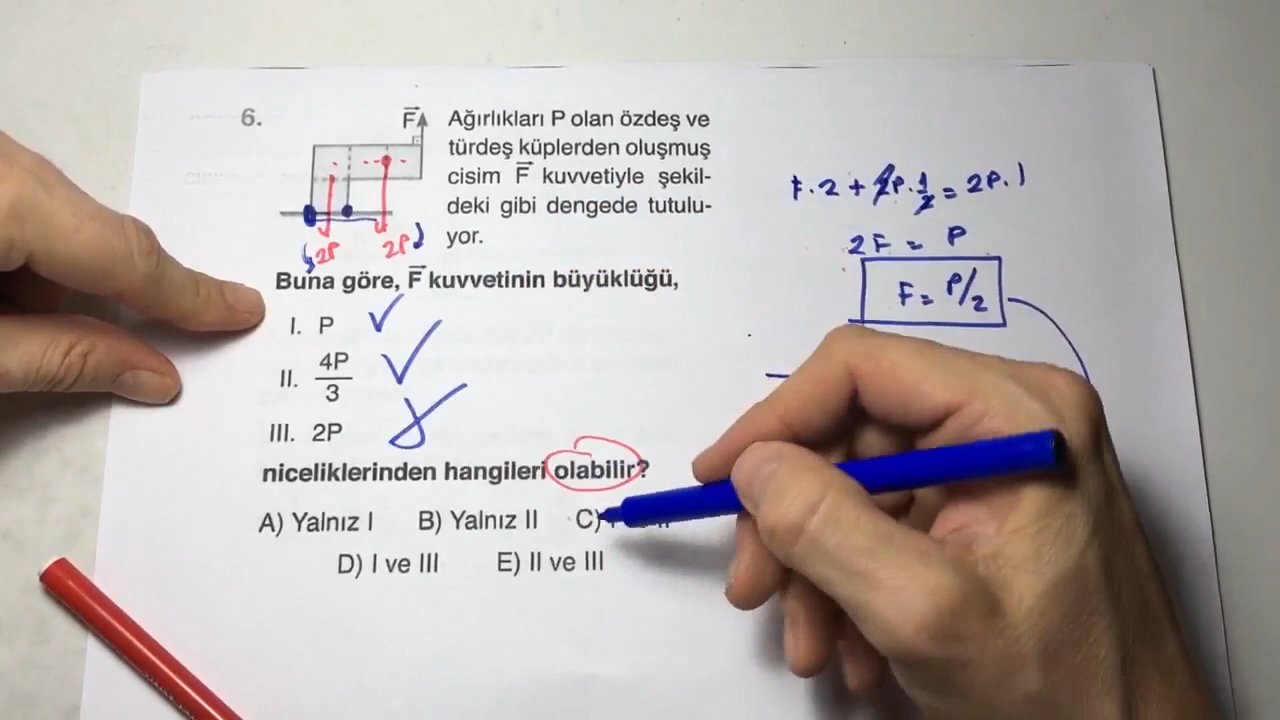 6.
F
Ağırlıkları P olan özdeş ve
türdeş küplerden oluşmuş
cisim F kuvvetiyle şekil-
deki gibi dengede tutulu-
yor.
2P
2P
Buna göre, F kuvvetinin büyüklüğü,
I. P
II. 4P/3
III. 2P
niceliklerinden hangileri olabilir?
A) Yalnız I B) Yalnız II C)
D) I ve III E) II ve III
F.2 + 2P.1/2 = 2P.1
2F = P
F = P/2